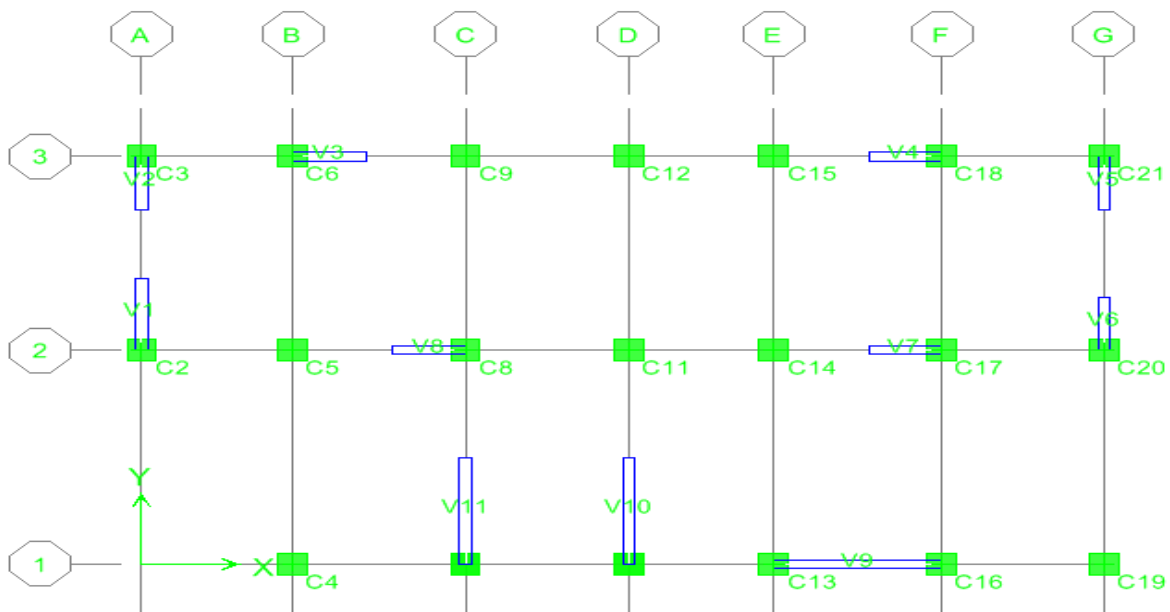 A B C D E F G
3
V3 V4
C3 C6 C9 C12 C15 C18 C21
V2 V5
V1 V6
2
V8 V7
C2 C5 C8 C11 C14 C17 C20
Y
V11 V10
1
X
V9
C4 C13 C16 C19